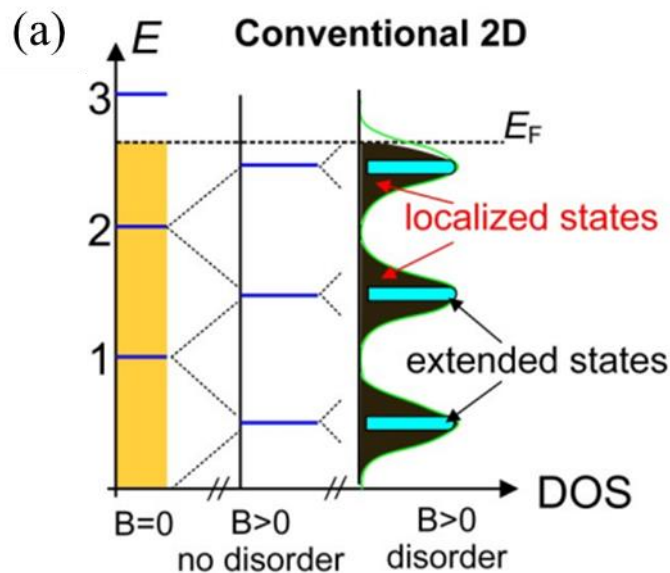 (a)
E
Conventional 2D
3
E_F
localized states
2
1
extended states
DOS
B=0
B>0
no disorder
B>0
disorder